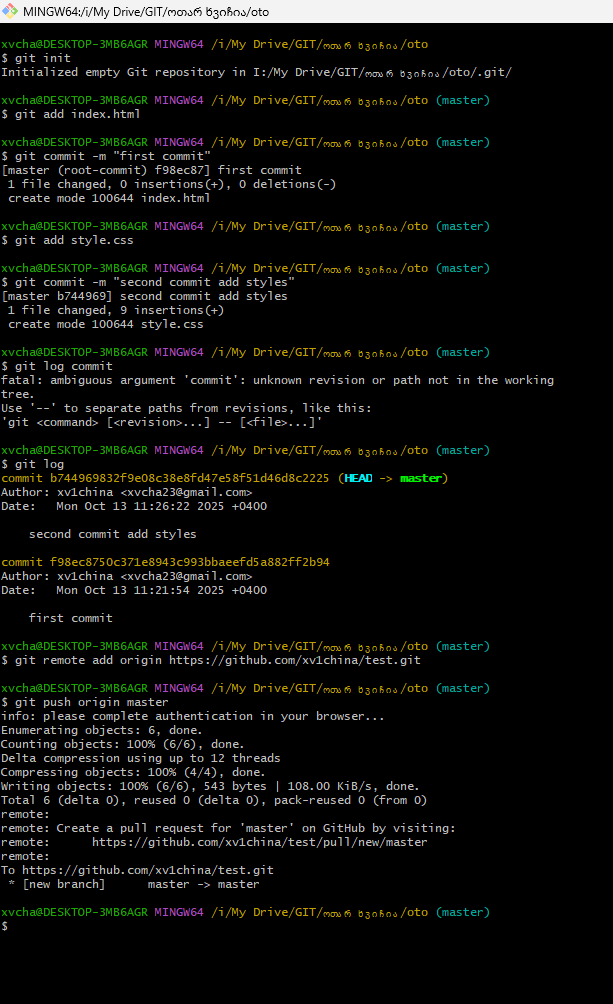 MINGW64:/i/My Drive/GIT/ოთარ ხვიჩია/oto
xvcha@DESKTOP-3MB6AGR MINGW64 /i/My Drive/GIT/ოთარ ხვიჩია/oto
$ git init
Initialized empty Git repository in I:/My Drive/GIT/ოთარ ხვიჩია/oto/.git/
xvcha@DESKTOP-3MB6AGR MINGW64 /i/My Drive/GIT/ოთარ ხვიჩია/oto (master)
$ git add index.html
xvcha@DESKTOP-3MB6AGR MINGW64 /i/My Drive/GIT/ოთარ ხვიჩია/oto (master)
$ git commit -m "first commit"
[master (root-commit) f98ec87] first commit
 1 file changed, 0 insertions(+), 0 deletions(-)
 create mode 100644 index.html
xvcha@DESKTOP-3MB6AGR MINGW64 /i/My Drive/GIT/ოთარ ხვიჩია/oto (master)
$ git add style.css
xvcha@DESKTOP-3MB6AGR MINGW64 /i/My Drive/GIT/ოთარ ხვიჩია/oto (master)
$ git commit -m "second commit add styles"
[master b744969] second commit add styles
 1 file changed, 9 insertions(+)
 create mode 100644 style.css
xvcha@DESKTOP-3MB6AGR MINGW64 /i/My Drive/GIT/ოთარ ხვიჩია/oto (master)
$ git log commit
fatal: ambiguous argument 'commit': unknown revision or path not in the working
tree.
Use '--' to separate paths from revisions, like this:
'git <command> [<revision>...] -- [<file>...]'
xvcha@DESKTOP-3MB6AGR MINGW64 /i/My Drive/GIT/ოთარ ხვიჩია/oto (master)
$ git log
commit b744969832f9e08c38e8fd47e58f51d46d8c2225 (HEAD -> master)
Author: xv1china <xvcha23@gmail.com>
Date:   Mon Oct 13 11:26:22 2025 +0400
    second commit add styles
commit f98ec8750c371e8943c993bbaeefd5a882ff2b94
Author: xv1china <xvcha23@gmail.com>
Date:   Mon Oct 13 11:21:54 2025 +0400
    first commit
xvcha@DESKTOP-3MB6AGR MINGW64 /i/My Drive/GIT/ოთარ ხვიჩია/oto (master)
$ git remote add origin https://github.com/xv1china/test.git
xvcha@DESKTOP-3MB6AGR MINGW64 /i/My Drive/GIT/ოთარ ხვიჩია/oto (master)
$ git push origin master
info: please complete authentication in your browser...
Enumerating objects: 6, done.
Counting objects: 100% (6/6), done.
Delta compression using up to 12 threads
Compressing objects: 100% (4/4), done.
Writing objects: 100% (6/6), 543 bytes | 108.00 KiB/s, done.
Total 6 (delta 0), reused 0 (delta 0), pack-reused 0 (from 0)
remote:
remote: Create a pull request for 'master' on GitHub by visiting:
remote:      https://github.com/xv1china/test/pull/new/master
remote:
To https://github.com/xv1china/test.git
 * [new branch]      master -> master
xvcha@DESKTOP-3MB6AGR MINGW64 /i/My Drive/GIT/ოთარ ხვიჩია/oto (master)
$